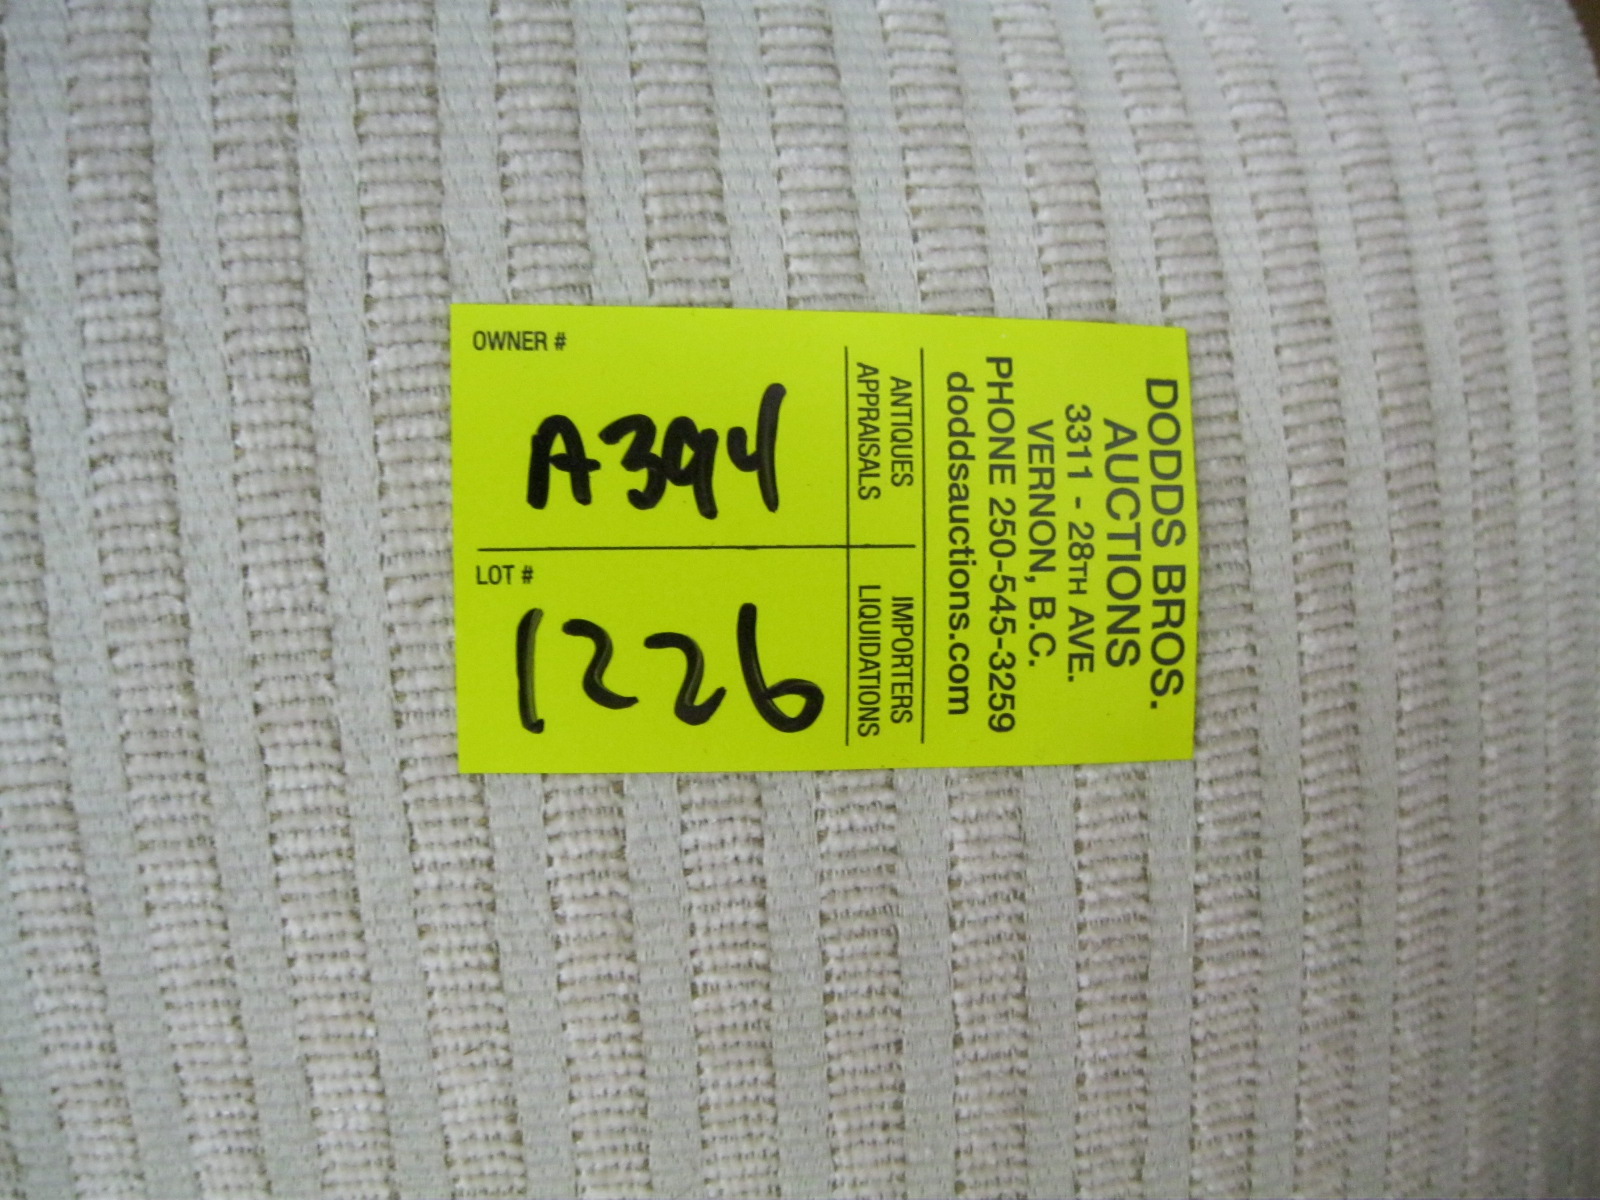 DODDS BROS.
AUCTIONS
3311 - 28TH AVE.
VERNON, B.C.
PHONE 250-545-3259
doddsauctions.com
ANTIQUES
APPRAISALS
IMPORTERS
LIQUIDATIONS
OWNER #
A394
LOT #
1226